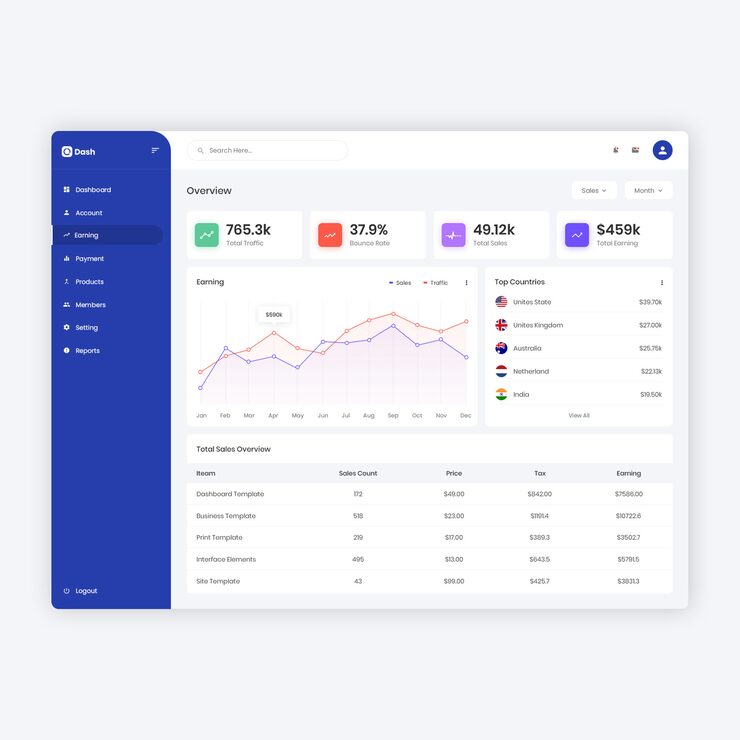 Dash
Search Here...
Dashboard
Account
Earning
Payment
Products
Members
Setting
Reports
Logout
Overview
Sales
Month
765.3k
Total Traffic
37.9%
Bounce Rate
49.12k
Total Sales
$459k
Total Earning
Earning
Sales Traffic
$590k
Jan Feb Mar Apr May Jun Jul Aug Sep Oct Nov Dec
Top Countries
Unites State $39.70k
Unites Kingdom $27.00k
Australia $25.75k
Netherland $22.13k
India $19.50k
View All
Total Sales Overview
Iteam Sales Count Price Tax Earning
Dashboard Template 172 $49.00 $842.00 $7586.00
Business Template 518 $23.00 $1191.4 $10722.6
Print Template 219 $17.00 $389.3 $3502.7
Interface Elements 495 $13.00 $643.5 $5791.5
Site Template 43 $99.00 $425.7 $3831.3